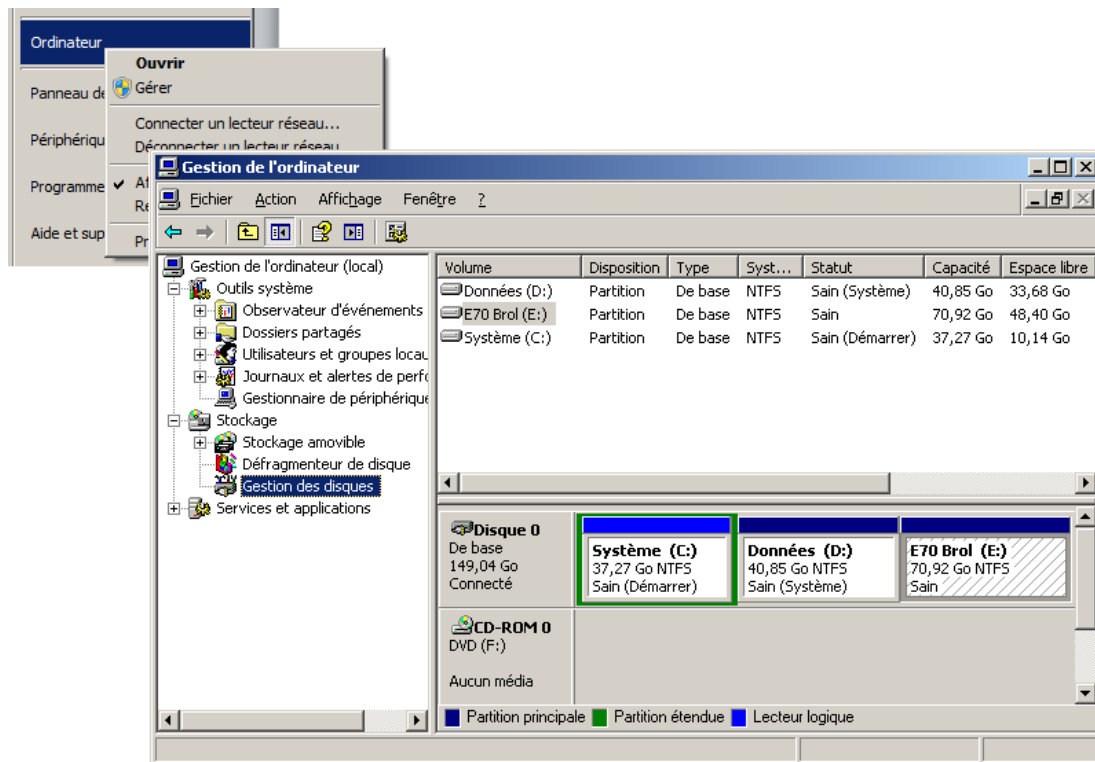 Ordinateur
Ouvrir
Gérer
Panneau de
Connecter un lecteur réseau...
Périphériqu
Déconnecter un lecteur réseau
Programme
Aide et sup
Gestion de l'ordinateur
Fichier Action Affichage Fenêtre ?
Gestion de l'ordinateur (local)
Outils système
Observateur d'événements
Dossiers partagés
Utilisateurs et groupes locau
Journaux et alertes de perfo
Gestionnaire de périphérique
Stockage
Stockage amovible
Défragmenteur de disque
Gestion des disques
Services et applications
Volume Disposition Type Syst... Statut Capacité Espace libre
Données (D:) Partition De base NTFS Sain (Système) 40,85 Go 33,68 Go
E70 Brol (E:) Partition De base NTFS Sain 70,92 Go 48,40 Go
Système (C:) Partition De base NTFS Sain (Démarrer) 37,27 Go 10,14 Go
Disque 0
De base
149,04 Go
Connecté
Système (C:)
37,27 Go NTFS
Sain (Démarrer)
Données (D:)
40,85 Go NTFS
Sain (Système)
E70 Brol (E:)
70,92 Go NTFS
Sain
CD-ROM 0
DVD (F:)
Aucun média
Partition principale Partition étendue Lecteur logique